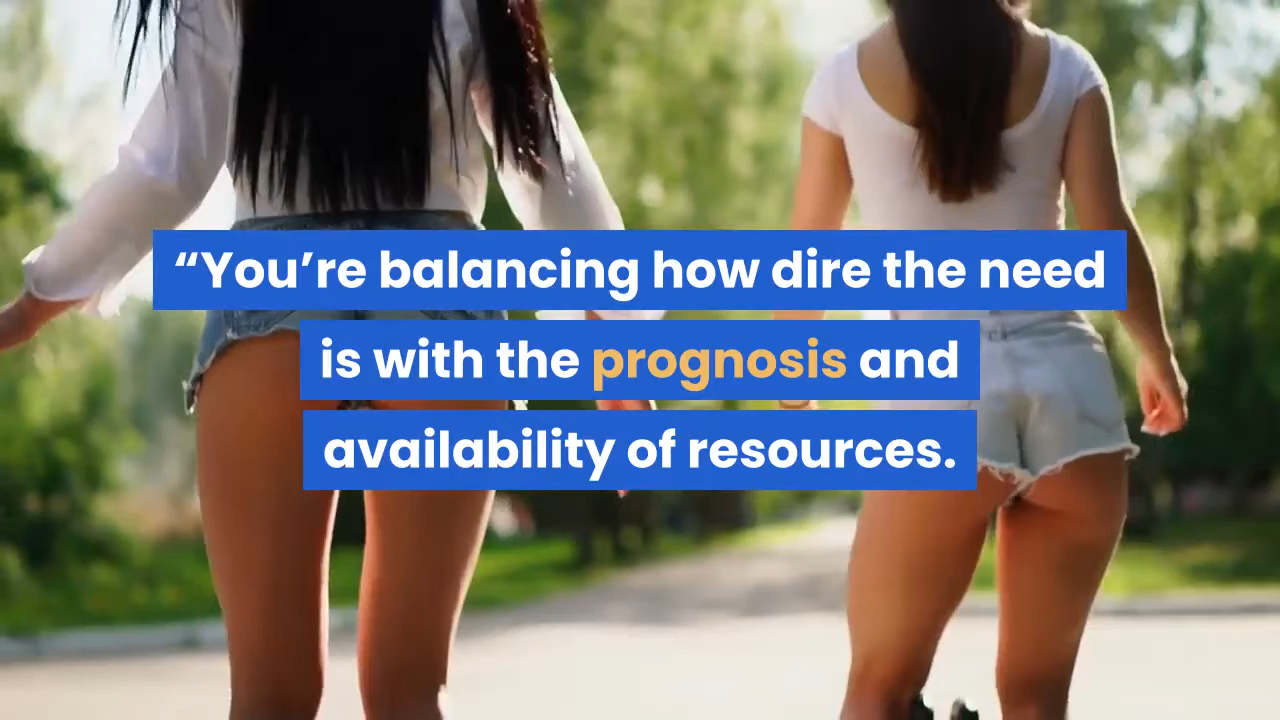 “You’re balancing how dire the need
is with the prognosis and
availability of resources.